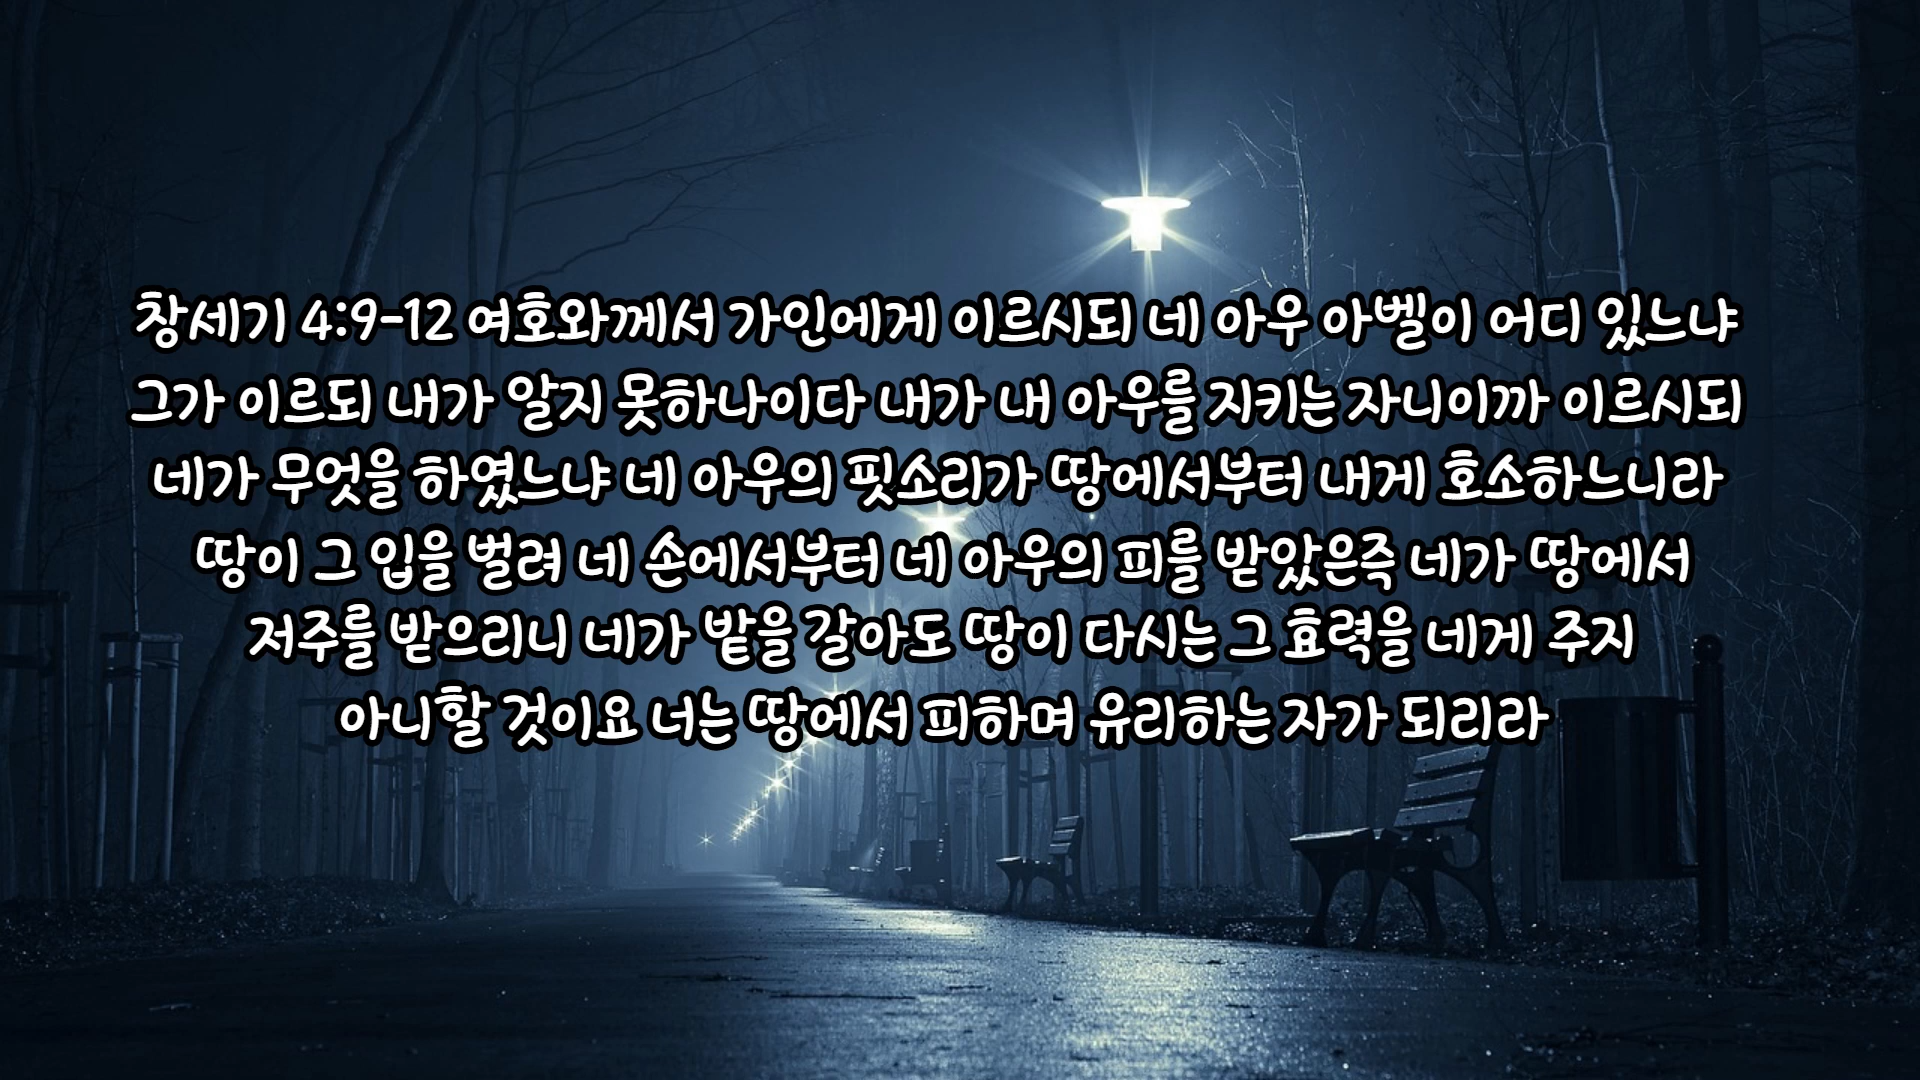 창세기 4:9-12 여호와께서 가인에게 이르시되 네 아우 아벨이 어디 있느냐
그가 이르되 내가 알지 못하나이다 내가 내 아우를 지키는 자니이까 이르시되
네가 무엇을 하였느냐 네 아우의 핏소리가 땅에서부터 내게 호소하느니라
땅이 그 입을 벌려 네 손에서부터 네 아우의 피를 받았은즉 네가 땅에서
저주를 받으리니 네가 밭을 갈아도 땅이 다시는 그 효력을 네게 주지
아니할 것이요 너는 땅에서 피하며 유리하는 자가 되리라